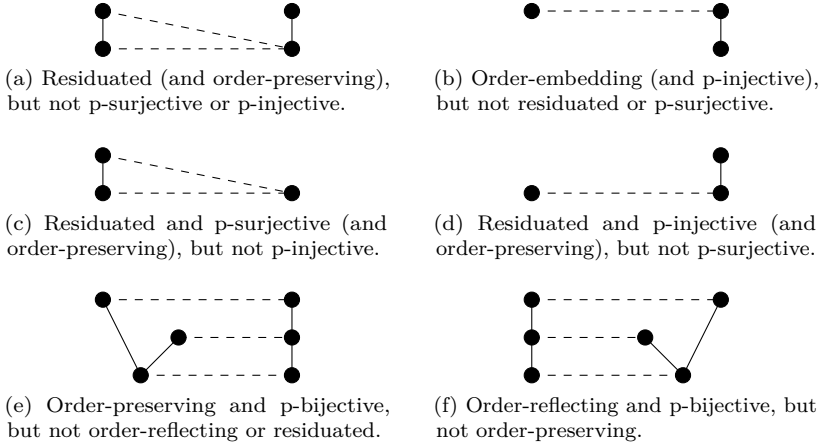 (a) Residuated (and order-preserving),
but not p-surjective or p-injective.
(b) Order-embedding (and p-injective),
but not residuated or p-surjective.
(c) Residuated and p-surjective (and
order-preserving), but not p-injective.
(d) Residuated and p-injective (and
order-preserving), but not p-surjective.
(e) Order-preserving and p-bijective,
but not order-reflecting or residuated.
(f) Order-reflecting and p-bijective, but
not order-preserving.